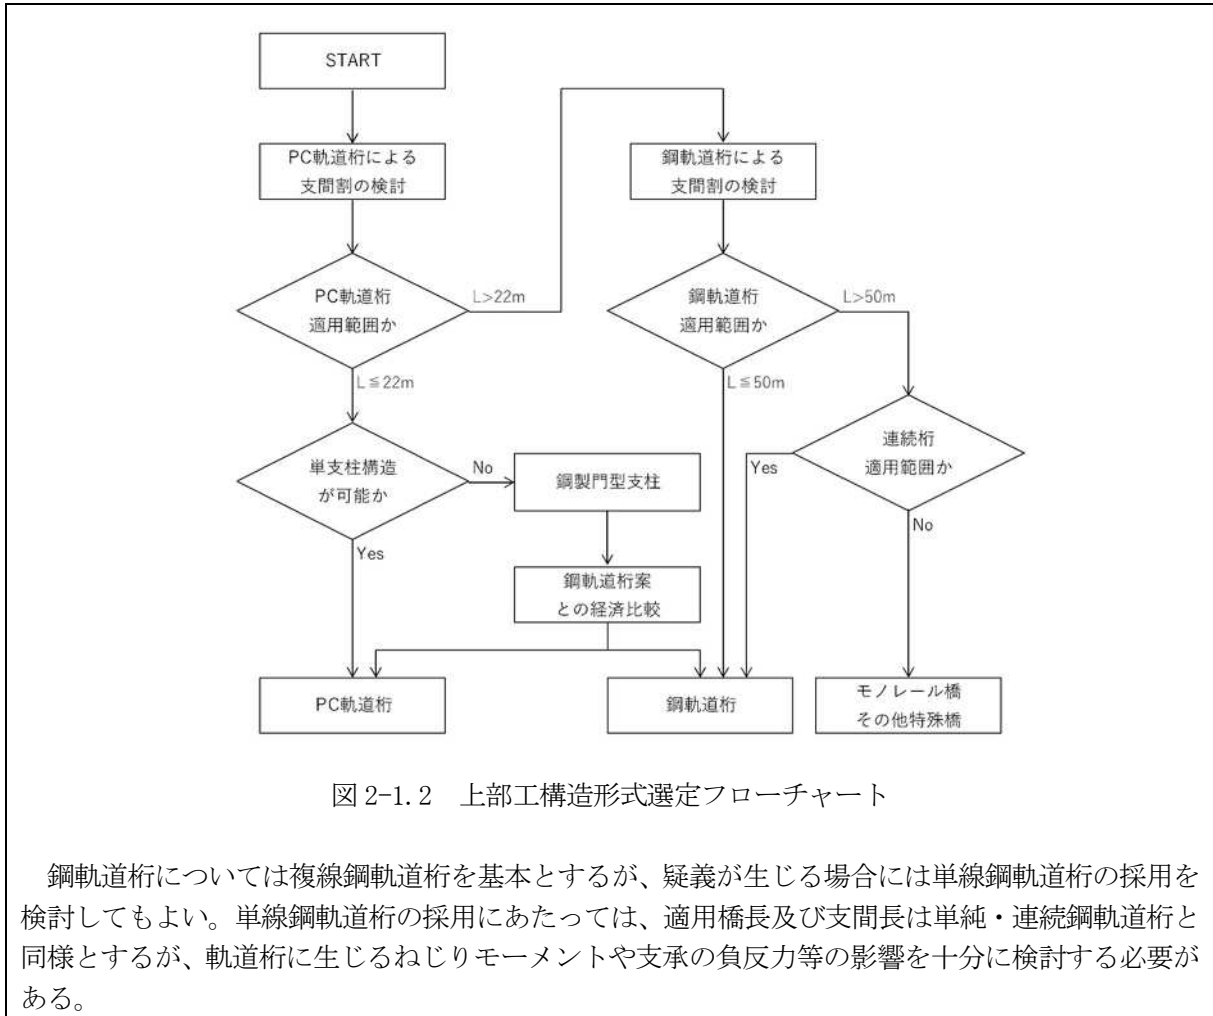 START
PC軌道桁による
支間割の検討
鋼軌道桁による
支間割の検討
PC軌道桁
適用範囲か
L>22m
鋼軌道桁
適用範囲か
L>50m
L≦22m
L≦50m
単支柱構造
が可能か
No
鋼製門型支柱
連続桁
適用範囲か
Yes
No
Yes
鋼軌道桁案
との経済比較
PC軌道桁
鋼軌道桁
モノレール橋
その他特殊橋
図 2-1.2　上部工構造形式選定フローチャート
鋼軌道桁については複線鋼軌道桁を基本とするが、疑義が生じる場合には単線鋼軌道桁の採用を
検討してもよい。単線鋼軌道桁の採用にあたっては、適用橋長及び支間長は単純・連続鋼軌道桁と
同様とするが、軌道桁に生じるねじりモーメントや支承の負反力等の影響を十分に検討する必要が
ある。